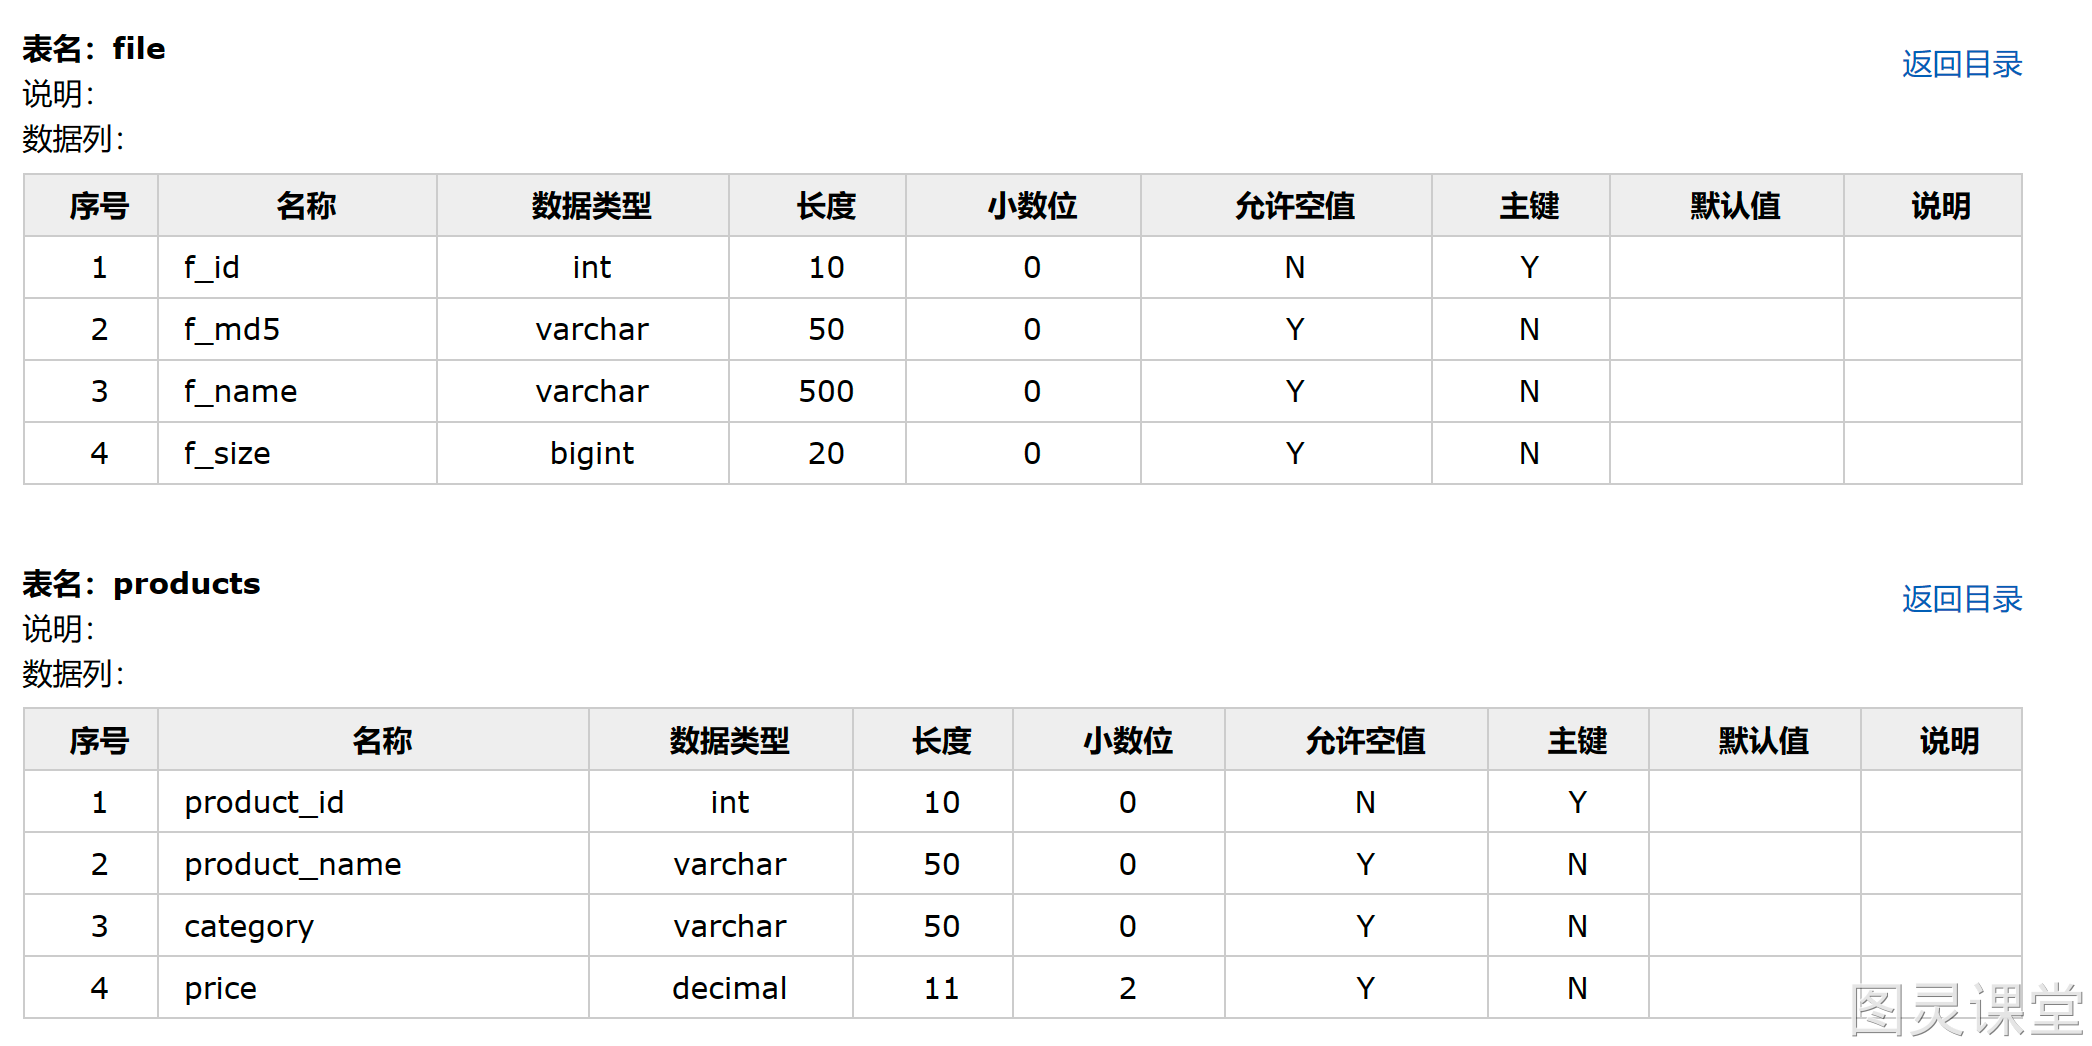 表名：file
返回目录
说明：
数据列：
序号 名称 数据类型 长度 小数位 允许空值 主键 默认值 说明
1 f_id int 10 0 N Y
2 f_md5 varchar 50 0 Y N
3 f_name varchar 500 0 Y N
4 f_size bigint 20 0 Y N
表名：products
返回目录
说明：
数据列：
序号 名称 数据类型 长度 小数位 允许空值 主键 默认值 说明
1 product_id int 10 0 N Y
2 product_name varchar 50 0 Y N
3 category varchar 50 0 Y N
4 price decimal 11 2 Y N
图灵课堂